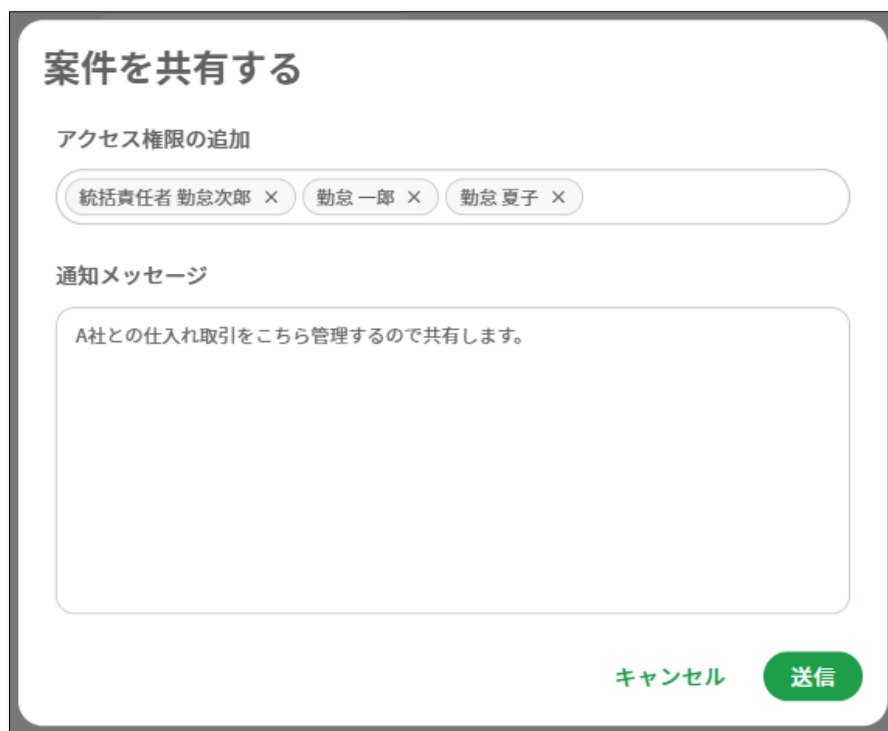 案件を共有する
アクセス権限の追加
統括責任者 勤怠次郎 × 勤怠 一郎 × 勤怠 夏子 ×
通知メッセージ
A社との仕入れ取引をこちら管理するので共有します。
キャンセル 送信